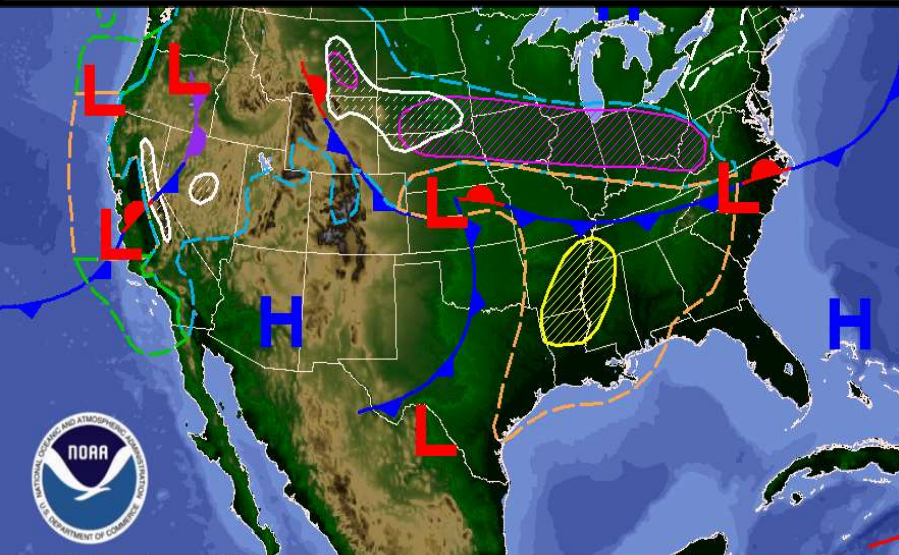 H
L
L
L
L
L
H
H
L
NATIONAL OCEANIC AND ATMOSPHERIC ADMINISTRATION
NOAA
U.S. DEPARTMENT OF COMMERCE